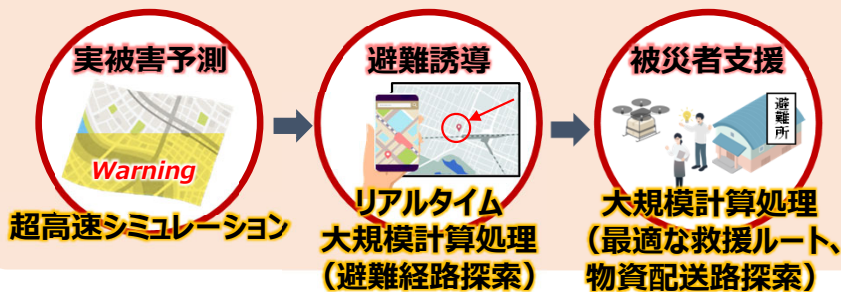 実被害予測
Warning
超高速シミュレーション
避難誘導
リアルタイム
大規模計算処理
（避難経路探索）
被災者支援
避難所
大規模計算処理
（最適な救援ルート、
物資配送路探索）